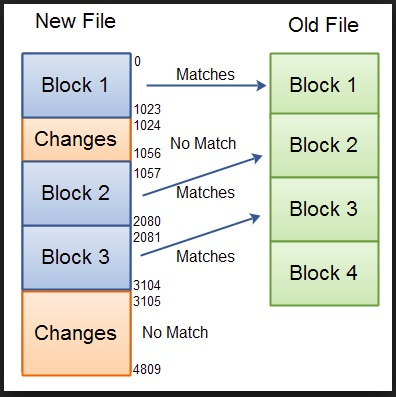 New File
Old File
0
Block 1
Matches
Block 1
1023
1024
Changes
No Match
Block 2
1056
1057
Block 2
Matches
Block 3
2080
2081
Block 3
Matches
Block 4
3104
3105
Changes
No Match
4809